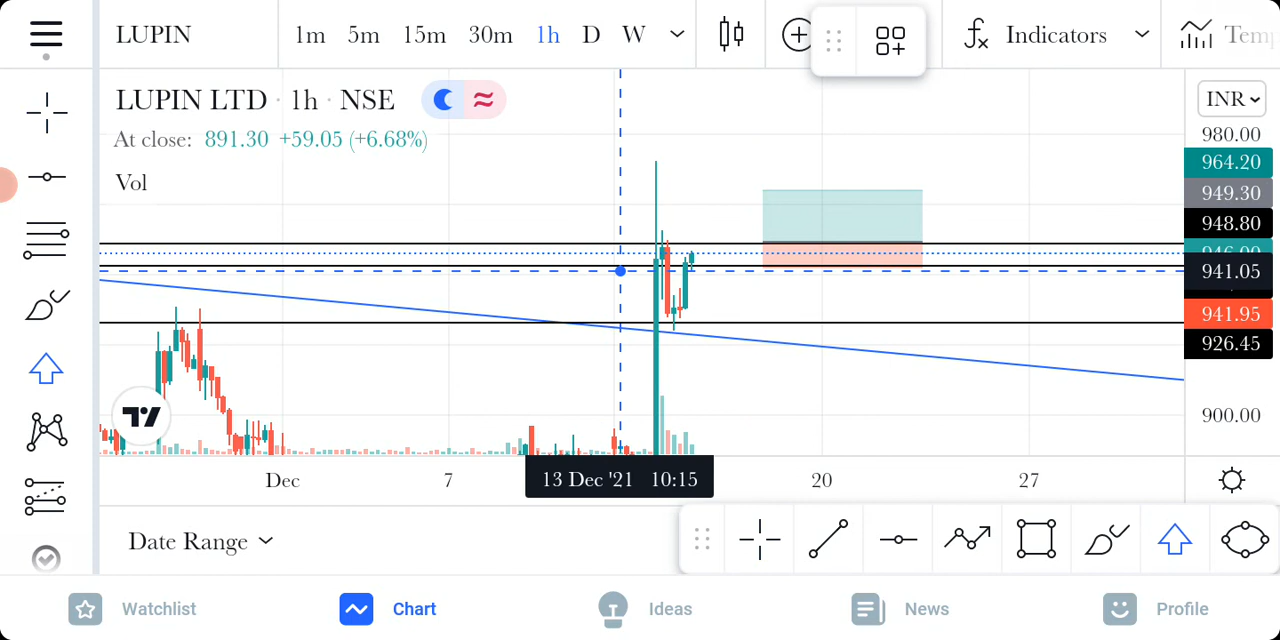 LUPIN 1m 5m 15m 30m 1h D W Indicators
LUPIN LTD · 1h · NSE
INR
At close: 891.30 +59.05 (+6.68%)
Vol
980.00
964.20
949.30
948.80
946.00
941.05
941.95
926.45
900.00
Dec 7 13 Dec '21 10:15 20 27
Date Range
Watchlist Chart Ideas News Profile